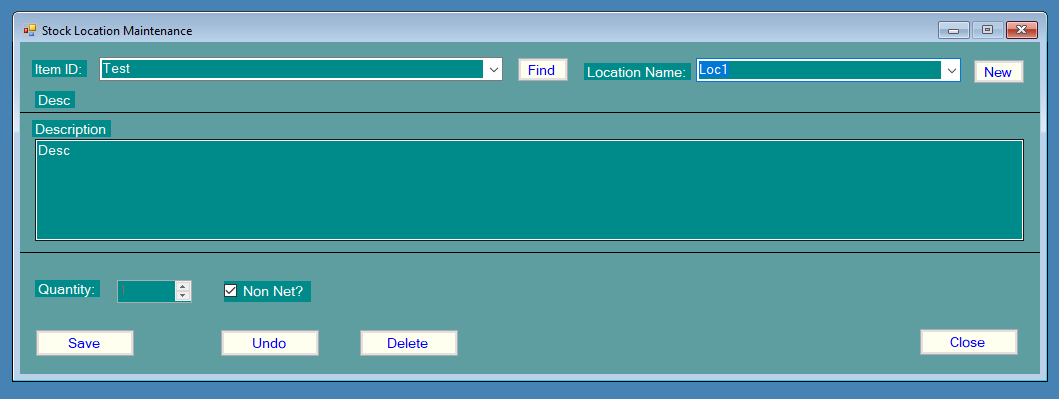 Stock Location Maintenance
Item ID: Test Find Location Name: Loc1 New
Desc
Description
Desc
Quantity: Non Net?
Save Undo Delete Close